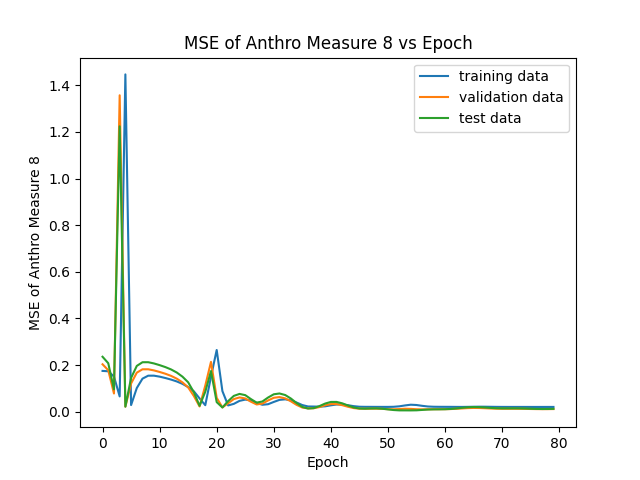 MSE of Anthro Measure 8 vs Epoch
training data
validation data
test data
MSE of Anthro Measure 8
1.4
1.2
1.0
0.8
0.6
0.4
0.2
0.0
0 10 20 30 40 50 60 70 80
Epoch